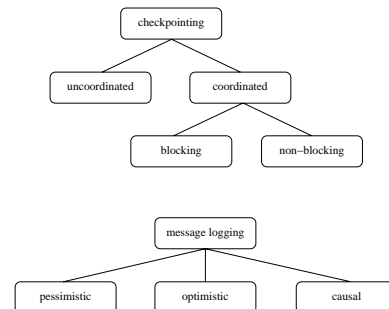 checkpointing
uncoordinated
coordinated
blocking
non−blocking
message logging
pessimistic
optimistic
causal